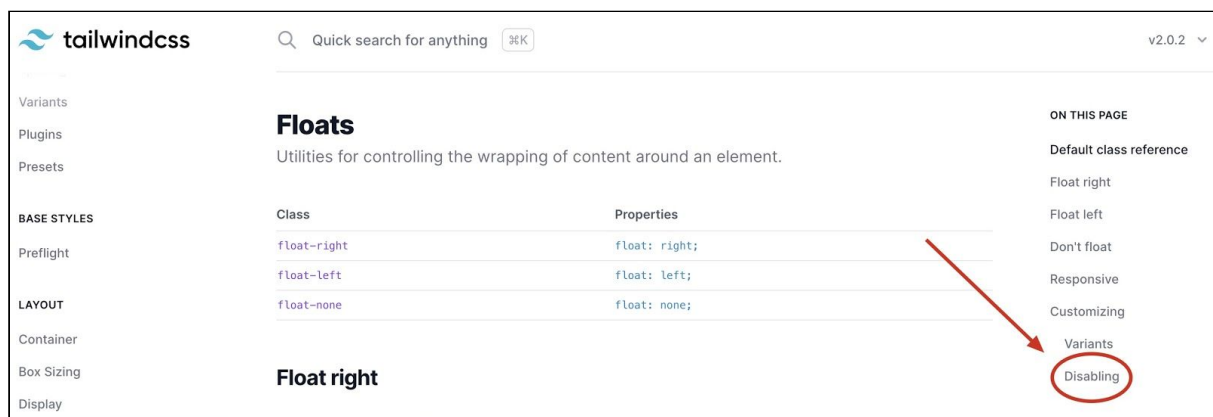 tailwindcss
Quick search for anything ⌘K
v2.0.2
Variants
Plugins
Presets
BASE STYLES
Preflight
LAYOUT
Container
Box Sizing
Display
Floats
Utilities for controlling the wrapping of content around an element.
Class Properties
float-right float: right;
float-left float: left;
float-none float: none;
Float right
ON THIS PAGE
Default class reference
Float right
Float left
Don't float
Responsive
Customizing
Variants
Disabling